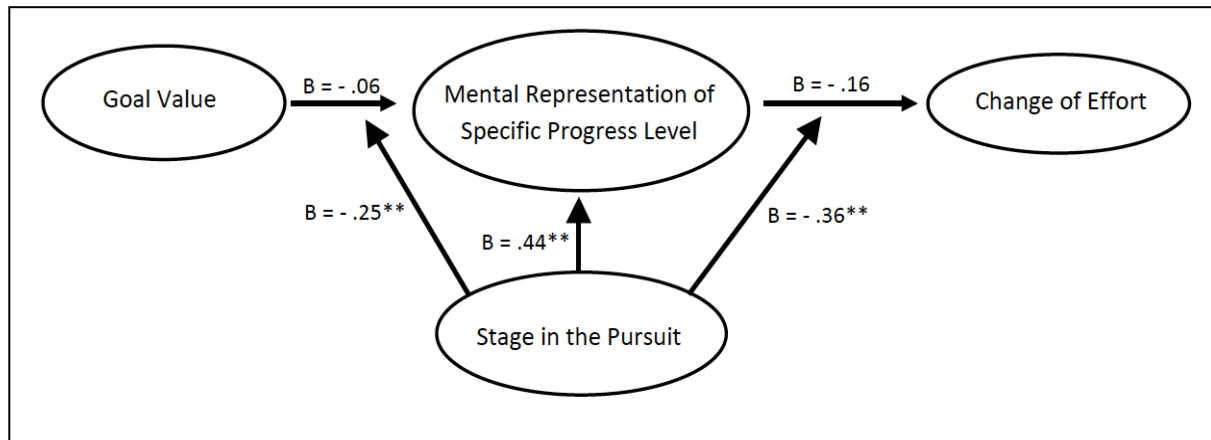 Goal Value
B = - .06
Mental Representation of
Specific Progress Level
B = - .16
Change of Effort
B = - .25**
B = .44**
B = - .36**
Stage in the Pursuit